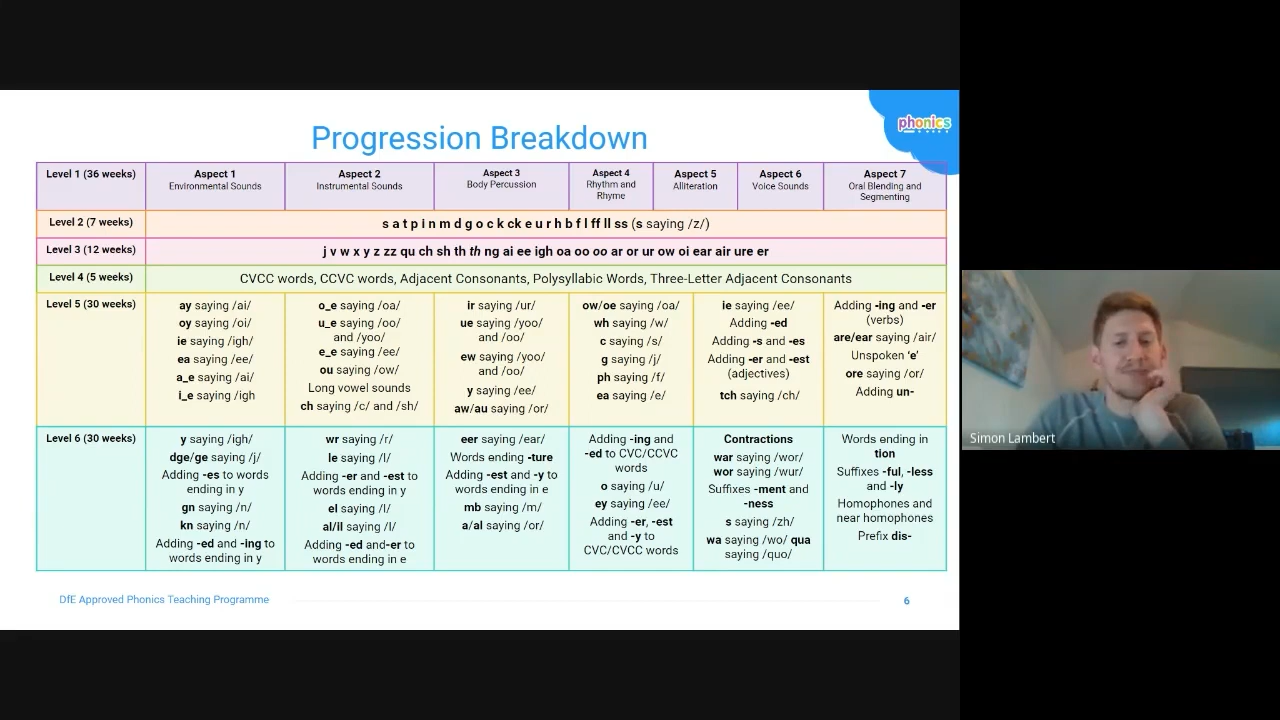 phonics
Progression Breakdown
Level 1 (36 weeks)
Aspect 1
Environmental Sounds
Aspect 2
Instrumental Sounds
Aspect 3
Body Percussion
Aspect 4
Rhythm and
Rhyme
Aspect 5
Alliteration
Aspect 6
Voice Sounds
Aspect 7
Oral Blending and
Segmenting
Level 2 (7 weeks)
s a t p i n m d g o c k ck e u r h b f l ff ll ss (s saying /z/)
Level 3 (12 weeks)
j v w x y z zz qu ch sh th th ng ai ee igh oa oo oo ar or ur ow oi ear air ure er
Level 4 (5 weeks)
CVCC words, CCVC words, Adjacent Consonants, Polysyllabic Words, Three-Letter Adjacent Consonants
Level 5 (30 weeks)
ay saying /ai/
oy saying /oi/
ie saying /igh/
ea saying /ee/
a_e saying /ai/
i_e saying /igh
o_e saying /oa/
u_e saying /oo/
and /yoo/
e_e saying /ee/
ou saying /ow/
Long vowel sounds
ch saying /c/ and /sh/
ir saying /ur/
ue saying /yoo/
and /oo/
ew saying /yoo/
and /oo/
y saying /ee/
aw/au saying /or/
ow/oe saying /oa/
wh saying /w/
c saying /s/
g saying /j/
ph saying /f/
ea saying /e/
ie saying /ee/
Adding -ed
Adding -s and -es
Adding -er and -est
(adjectives)
tch saying /ch/
Adding -ing and -er
(verbs)
are/ear saying /air/
Unspoken ‘e’
ore saying /or/
Adding un-
Level 6 (30 weeks)
y saying /igh/
dge/ge saying /j/
Adding -es to words
ending in y
gn saying /n/
kn saying /n/
Adding -ed and -ing to
words ending in y
wr saying /r/
le saying /l/
Adding -er and -est to
words ending in y
el saying /l/
al/il saying /l/
Adding -ed and-er to
words ending in e
eer saying /ear/
Words ending -ture
Adding -est and -y to
words ending in e
mb saying /m/
a/al saying /or/
Adding -ing and
-ed to CVC/CCVC
words
o saying /u/
ey saying /ee/
Adding -er, -est
and -y to
CVC/CVCC words
Contractions
war saying /wor/
wor saying /wur/
Suffixes -ment and
-ness
s saying /zh/
wa saying /wo/ qua
saying /quo/
Words ending in
tion
Suffixes -ful, -less
and -ly
Homophones and
near homophones
Prefix dis-
DfE Approved Phonics Teaching Programme
6
Simon Lambert